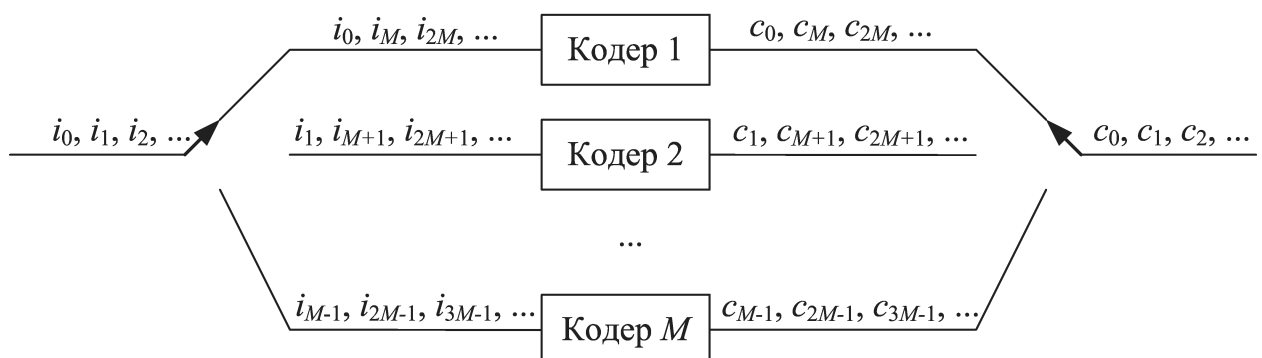 i0, iM, i2M, ... Кодер 1 c0, cM, c2M, ...
i0, i1, i2, ... i1, iM+1, i2M+1, ... Кодер 2 c1, cM+1, c2M+1, ... c0, c1, c2, ...
...
iM-1, i2M-1, i3M-1, ... Кодер M cM-1, c2M-1, c3M-1, ...